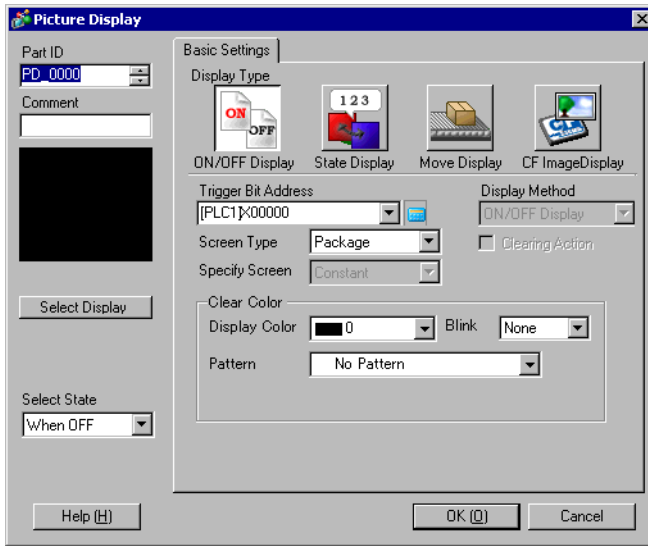 Picture Display
Part ID
PD_0000
Comment
Select Display
Select State
When OFF
Help (H)
Basic Settings
Display Type
ON
OFF
123
ON/OFF Display
State Display
Move Display
CF ImageDisplay
Trigger Bit Address
[PLC1]X00000
Display Method
ON/OFF Display
Screen Type
Package
Clearing Action
Specify Screen
Constant
Clear Color
Display Color
0
Blink
None
Pattern
No Pattern
OK (O)
Cancel